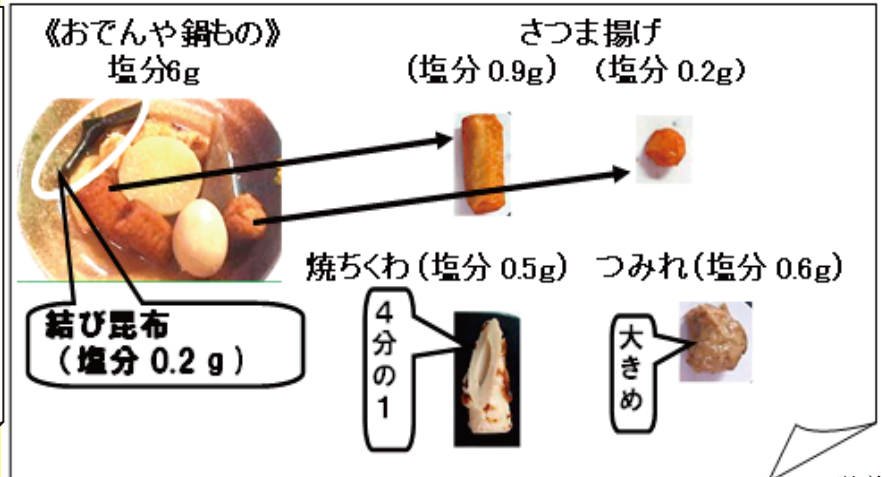 《おでんや鍋もの》
塩分6g
さつま揚げ
（塩分 0.9g）
（塩分 0.2g）
結び昆布
（塩分 0.2 g）
焼ちくわ（塩分 0.5g）
4分の1
つみれ（塩分 0.6g）
大きめ